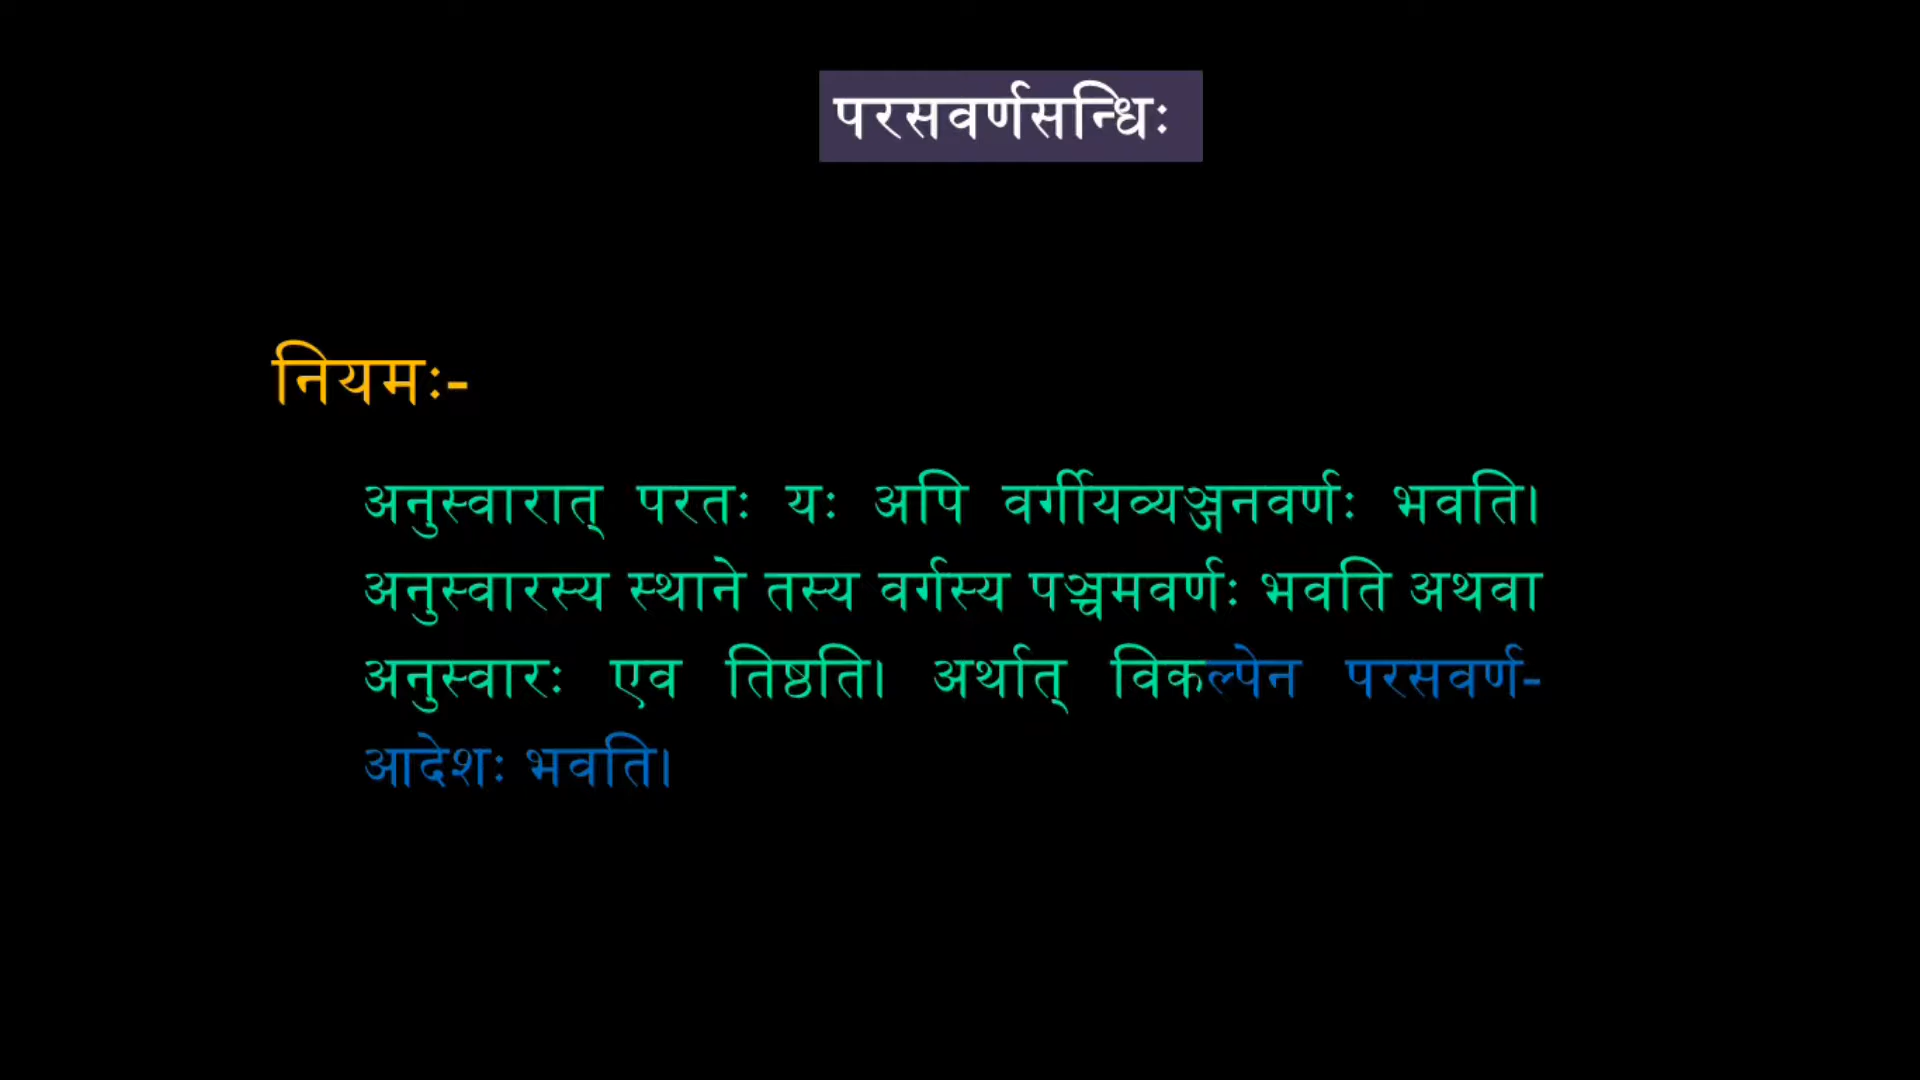 परसवर्णसन्धिः
नियमः-
अनुस्वारात् परतः यः अपि वर्गीयव्यञ्जनवर्णः भवति।
अनुस्वारस्य स्थाने तस्य वर्गस्य पञ्चमवर्णः भवति अथवा
अनुस्वारः एव तिष्ठति। अर्थात् विकल्पेन परसवर्ण-
आदेशः भवति।